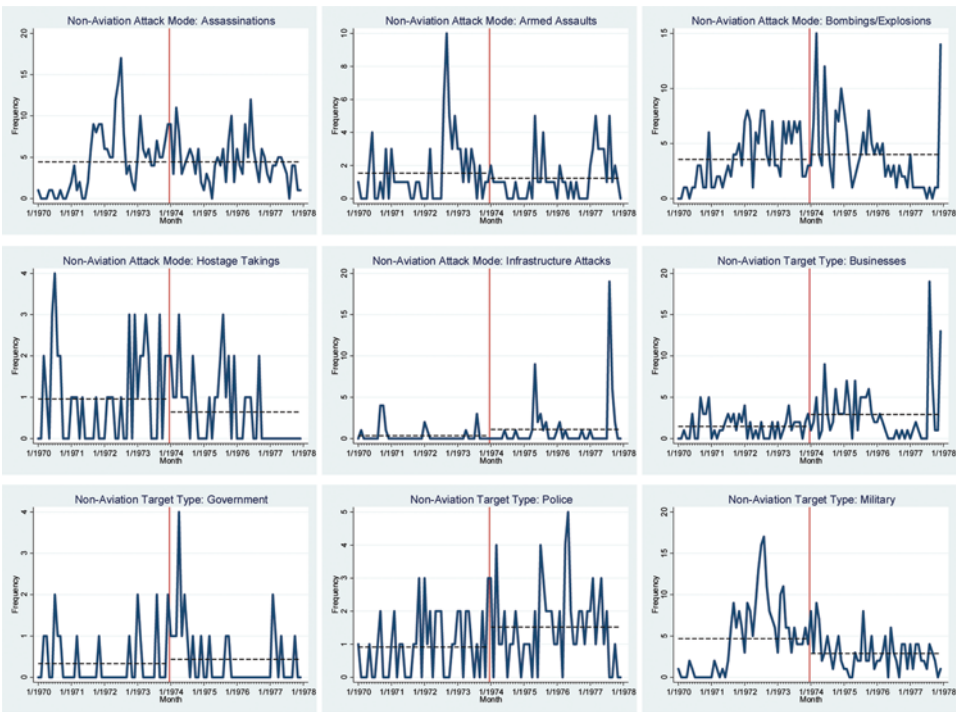 Non-Aviation Attack Mode: Assassinations
Frequency
20
15
10
5
0
1/1970 1/1971 1/1972 1/1973 1/1974 1/1975 1/1976 1/1977 1/1978
Month
Non-Aviation Attack Mode: Armed Assaults
Frequency
10
8
6
4
2
0
1/1970 1/1971 1/1972 1/1973 1/1974 1/1975 1/1976 1/1977 1/1978
Month
Non-Aviation Attack Mode: Bombings/Explosions
Frequency
15
10
5
0
1/1970 1/1971 1/1972 1/1973 1/1974 1/1975 1/1976 1/1977 1/1978
Month
Non-Aviation Attack Mode: Hostage Takings
Frequency
4
3
2
1
0
1/1970 1/1971 1/1972 1/1973 1/1974 1/1975 1/1976 1/1977 1/1978
Month
Non-Aviation Attack Mode: Infrastructure Attacks
Frequency
20
15
10
5
0
1/1970 1/1971 1/1972 1/1973 1/1974 1/1975 1/1976 1/1977 1/1978
Month
Non-Aviation Target Type: Businesses
Frequency
20
15
10
5
0
1/1970 1/1971 1/1972 1/1973 1/1974 1/1975 1/1976 1/1977 1/1978
Month
Non-Aviation Target Type: Government
Frequency
4
3
2
1
0
1/1970 1/1971 1/1972 1/1973 1/1974 1/1975 1/1976 1/1977 1/1978
Month
Non-Aviation Target Type: Police
Frequency
5
4
3
2
1
0
1/1970 1/1971 1/1972 1/1973 1/1974 1/1975 1/1976 1/1977 1/1978
Month
Non-Aviation Target Type: Military
Frequency
20
15
10
5
0
1/1970 1/1971 1/1972 1/1973 1/1974 1/1975 1/1976 1/1977 1/1978
Month